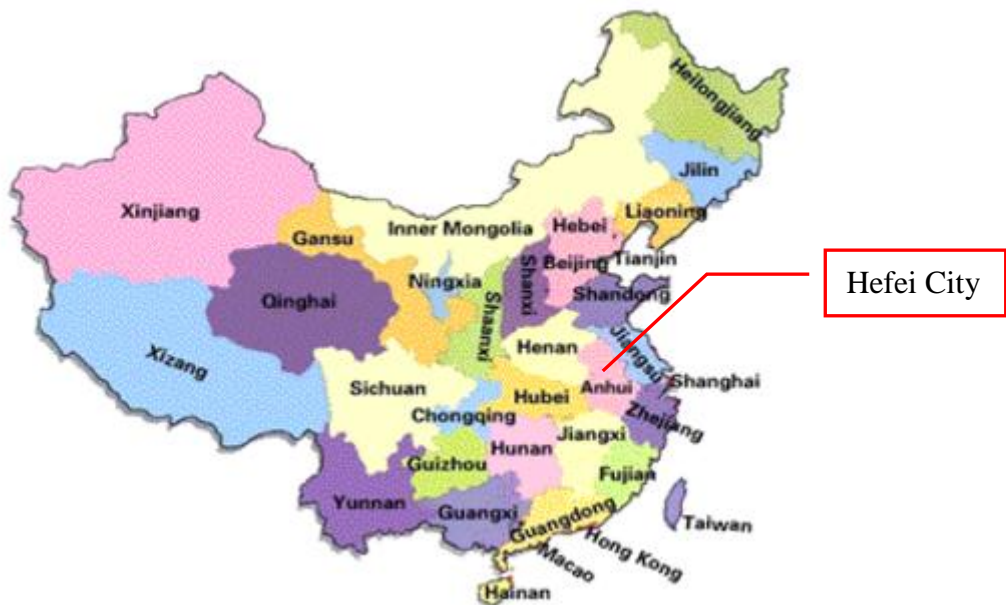 Heilongjiang
Jilin
Xinjiang
Liaoning
Hebei
Inner Mongolia
Gansu
Beijing
Tianjin
Ningxia
Shanxi
Hefei City
Qinghai
Shandong
Shaanxi
Jiangsu
Henan
Xizang
Shanghai
Sichuan
Anhui
Hubei
Zhejiang
Chongqing
Jiangxi
Hunan
Guizhou
Fujian
Yunnan
Guangxi
Guangdong
Taiwan
Hong Kong
Macao
Hainan